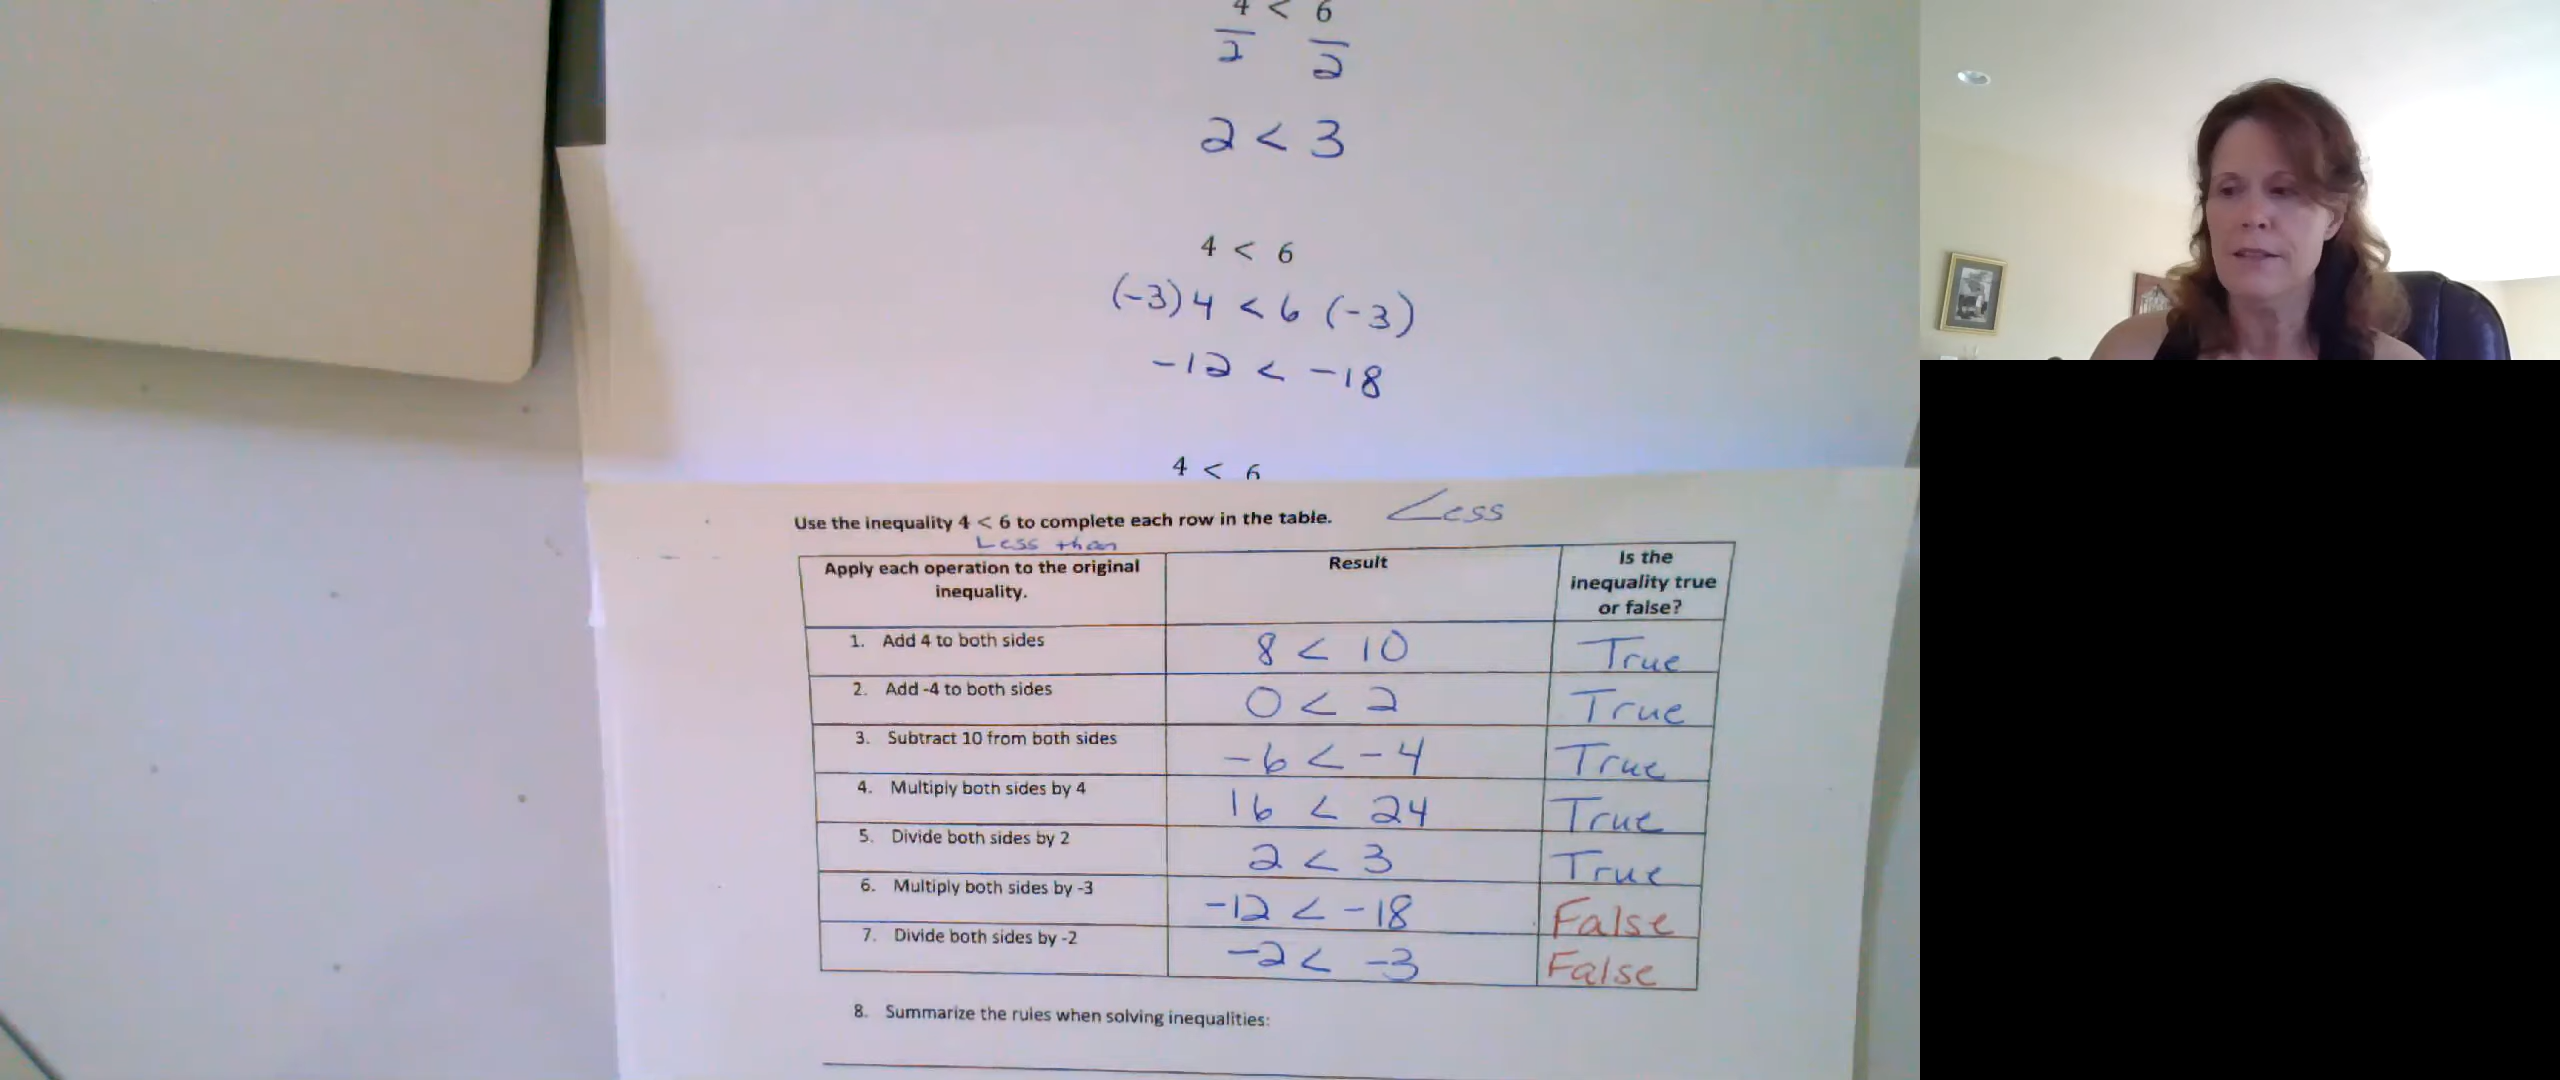 4 < 6
2 2
2 < 3
4 < 6
(-3)4 < 6 (-3)
-12 < -18
4 < 6
Use the inequality 4 < 6 to complete each row in the table.
Less
Less than
Apply each operation to the original inequality.
Result
Is the inequality true or false?
1. Add 4 to both sides
8 < 10
True
2. Add -4 to both sides
0 < 2
True
3. Subtract 10 from both sides
-6 < -4
True
4. Multiply both sides by 4
16 < 24
True
5. Divide both sides by 2
2 < 3
True
6. Multiply both sides by -3
-12 < -18
False
7. Divide both sides by -2
-2 < -3
False
8. Summarize the rules when solving inequalities: